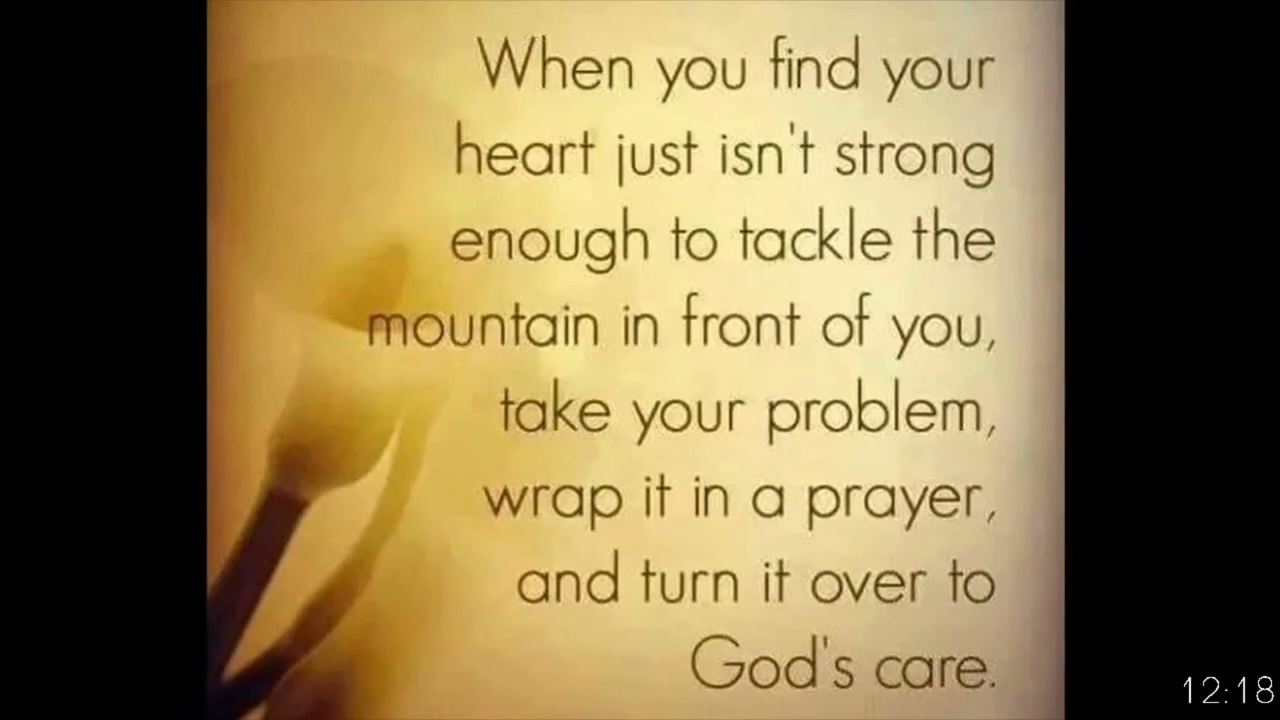 When you find your
heart just isn't strong
enough to tackle the
mountain in front of you,
take your problem,
wrap it in a prayer,
and turn it over to
God's care.
12:18